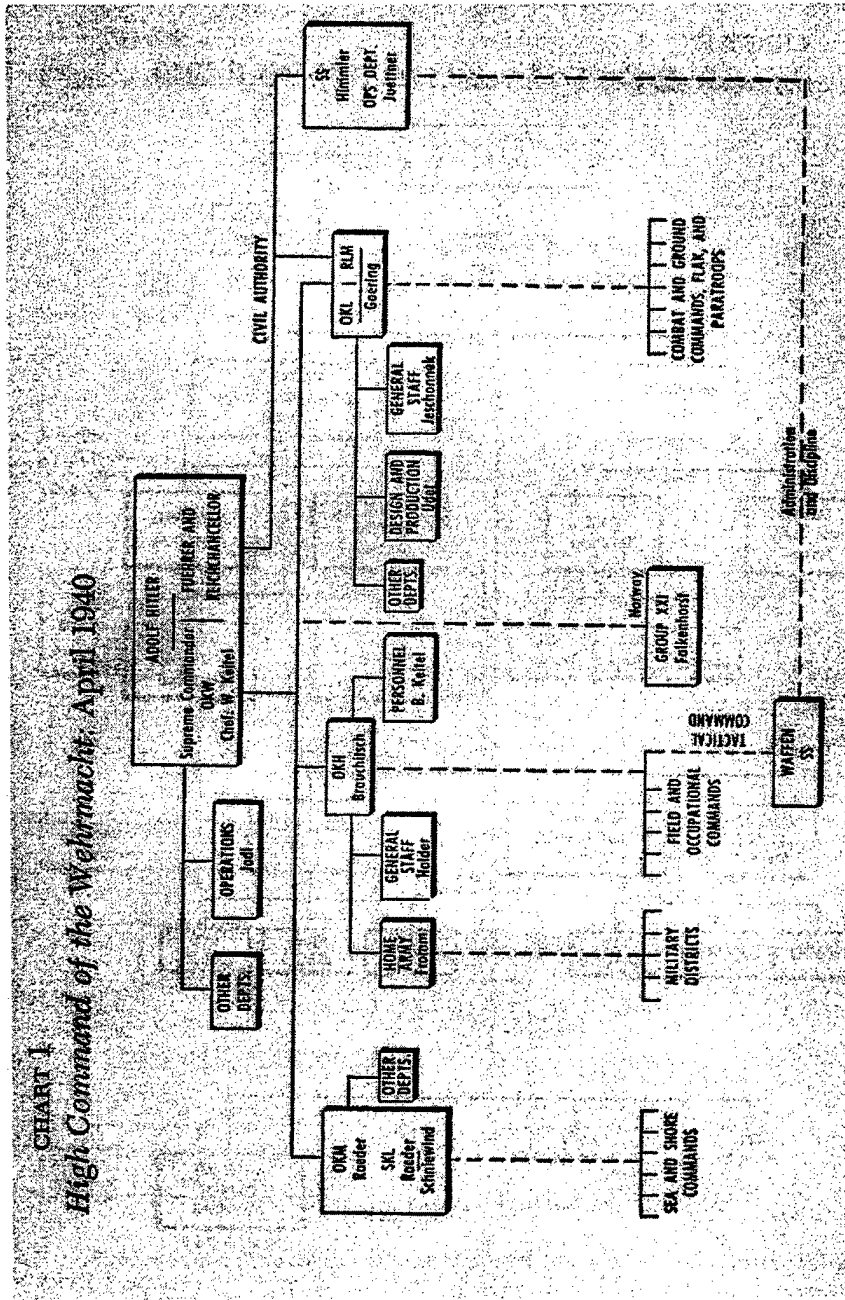 CHART 1
High Command of the Wehrmacht, April 1940
ADOLF HITLER
Supreme Commander
OKW
Chef: W. Keitel
FUEHRER AND
REICHCHANCELOR
OTHER
DEPTS.
OPERATIONS
Jodl
CIVIL AUTHORITY
OKM
Raeder
SKL
Raeder
Schniewind
OTHER
DEPTS.
OKH
Brauchitsch
HOME
ARMY
Fromm
GENERAL
STAFF
Halder
PERSONNEL
B. Keitel
OKL
RLM
Goering
OTHER
DEPTS.
DESIGN AND
PRODUCTION
Udet
GENERAL
STAFF
Jeschonnek
SS
Himmler
OPS DEPT.
Juettner
SEA AND SHORE
COMMANDS
MILITARY
DISTRICTS
FIELD AND
OCCUPATIONAL
COMMANDS
TACTICAL
COMMAND
Norway
GROUP XXI
Falkenhorst
COMBAT AND GROUND
COMMANDS, FLAK, AND
PARATROOPS
WAFFEN
SS
Administration
and Discipline